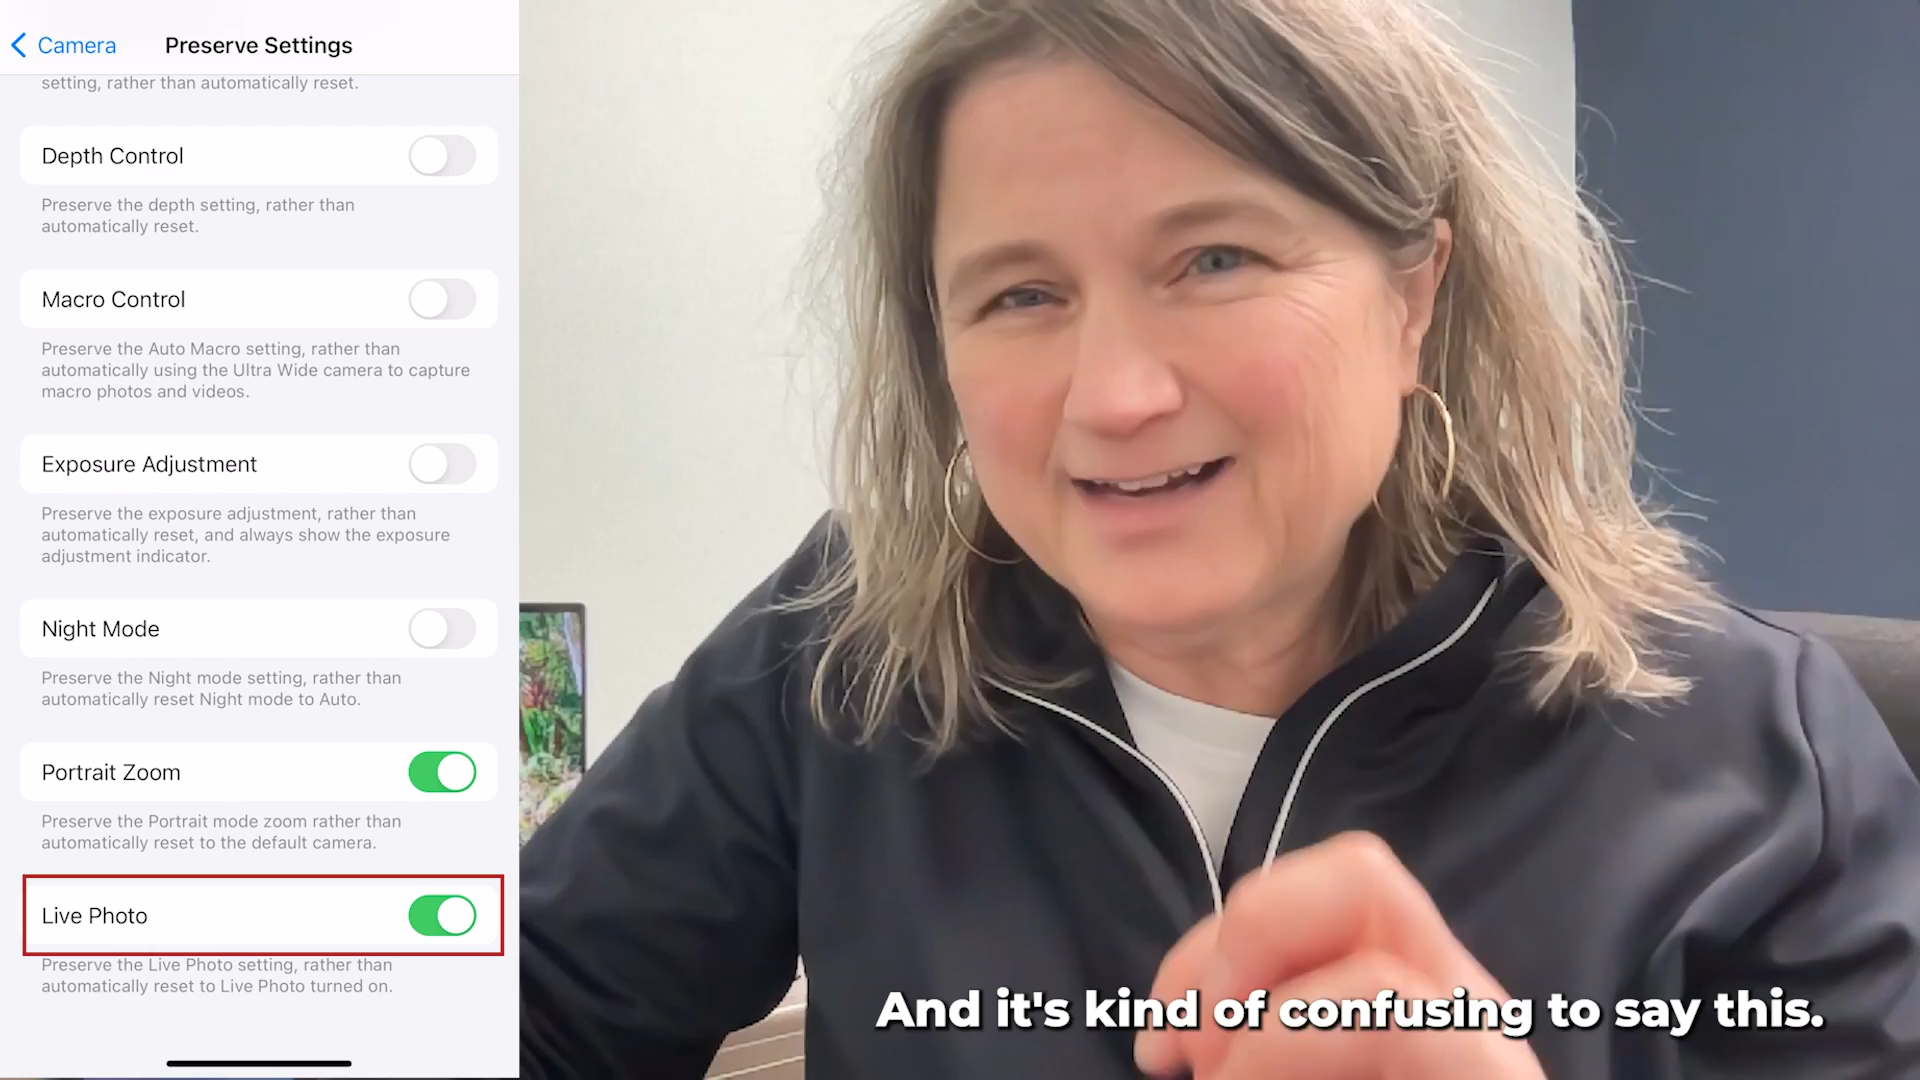 Camera
Preserve Settings
setting, rather than automatically reset.
Depth Control
Preserve the depth setting, rather than
automatically reset.
Macro Control
Preserve the Auto Macro setting, rather than
automatically using the Ultra Wide camera to capture
macro photos and videos.
Exposure Adjustment
Preserve the exposure adjustment, rather than
automatically reset, and always show the exposure
adjustment indicator.
Night Mode
Preserve the Night mode setting, rather than
automatically reset Night mode to Auto.
Portrait Zoom
Preserve the Portrait mode zoom rather than
automatically reset to the default camera.
Live Photo
Preserve the Live Photo setting, rather than
automatically reset to Live Photo turned on.
And it's kind of confusing to say this.